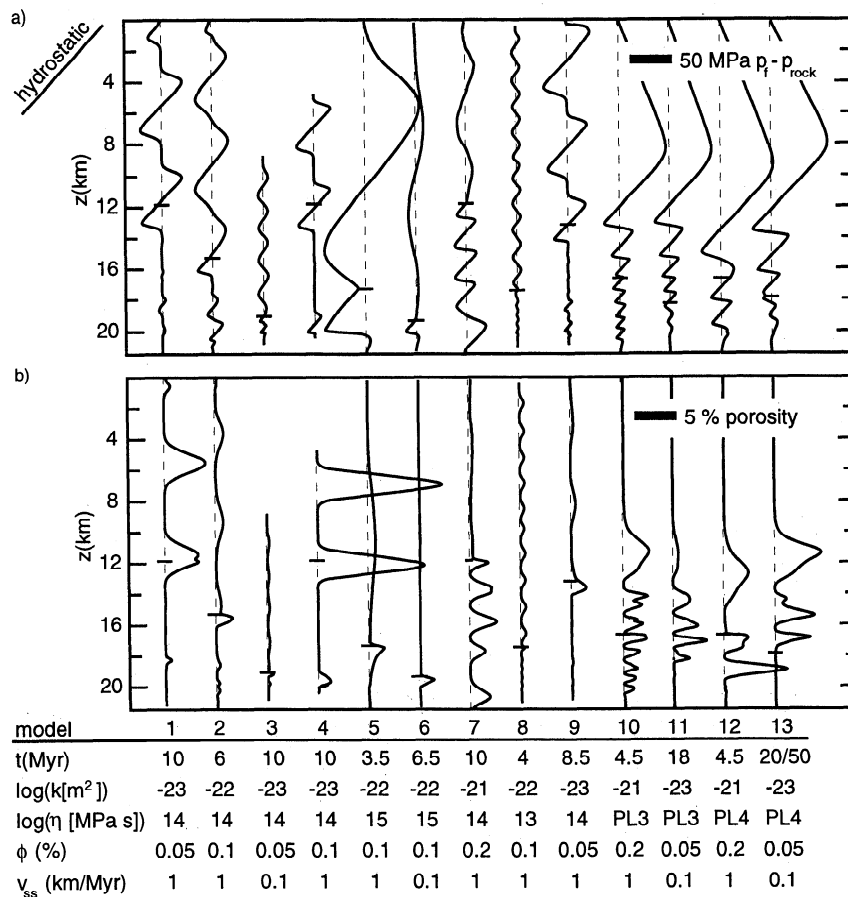 a)
hydrostatic
50 MPa pf - prock
4
8
z(km)
12
16
20
b)
5 % porosity
4
8
z(km)
12
16
20
model 1 2 3 4 5 6 7 8 9 10 11 12 13
t(Myr) 10 6 10 10 3.5 6.5 10 4 8.5 4.5 18 4.5 20/50
log(k[m²]) -23 -22 -23 -23 -22 -22 -21 -22 -23 -21 -23 -21 -23
log(η [MPa s]) 14 14 14 14 15 15 14 13 14 PL3 PL3 PL4 PL4
ϕ (%) 0.05 0.1 0.05 0.1 0.1 0.1 0.2 0.1 0.05 0.2 0.05 0.2 0.05
vss (km/Myr) 1 1 0.1 1 1 0.1 1 1 1 1 0.1 1 0.1